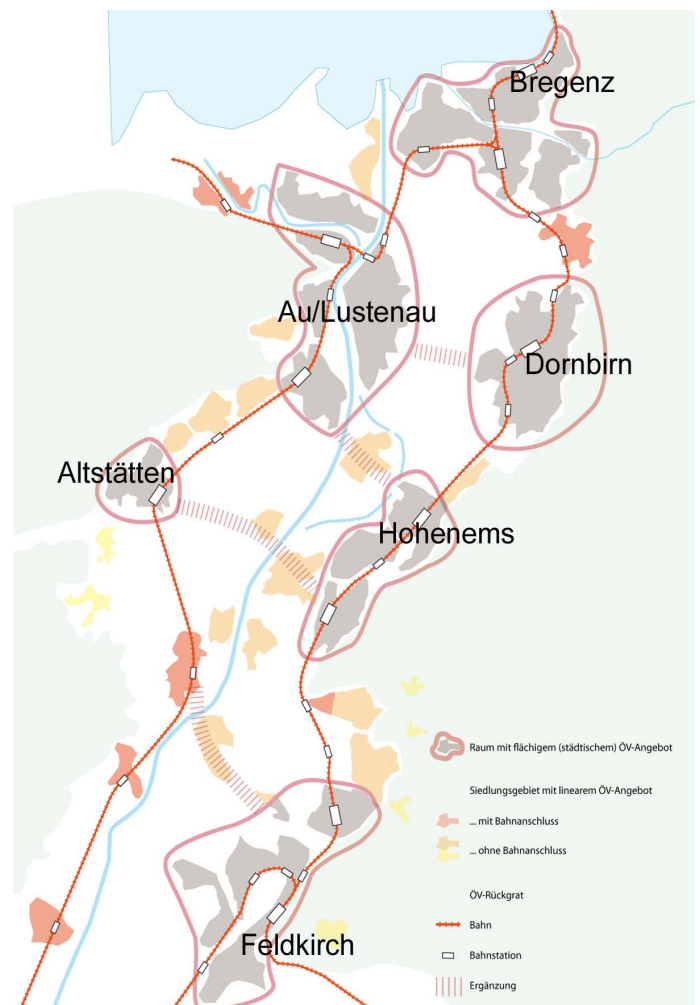 Bregenz
Au/Lustenau
Dornbirn
Altstätten
Hohenems
Feldkirch
Raum mit flächigem (städtischem) ÖV-Angebot
Siedlungsgebiet mit linearem ÖV-Angebot
... mit Bahnanschluss
... ohne Bahnanschluss
ÖV-Rückgrat
Bahn
Bahnstation
Ergänzung